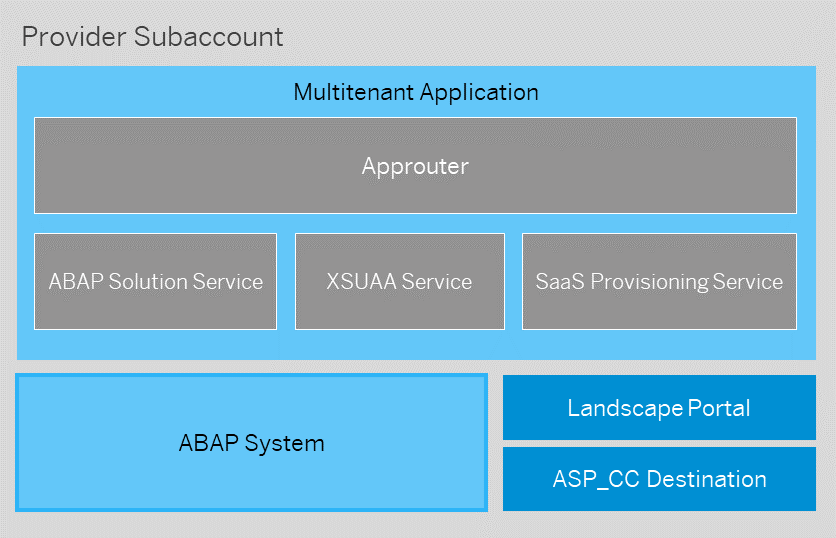 Provider Subaccount
Multitenant Application
Approuter
ABAP Solution Service
XSUAA Service
SaaS Provisioning Service
ABAP System
Landscape Portal
ASP_CC Destination